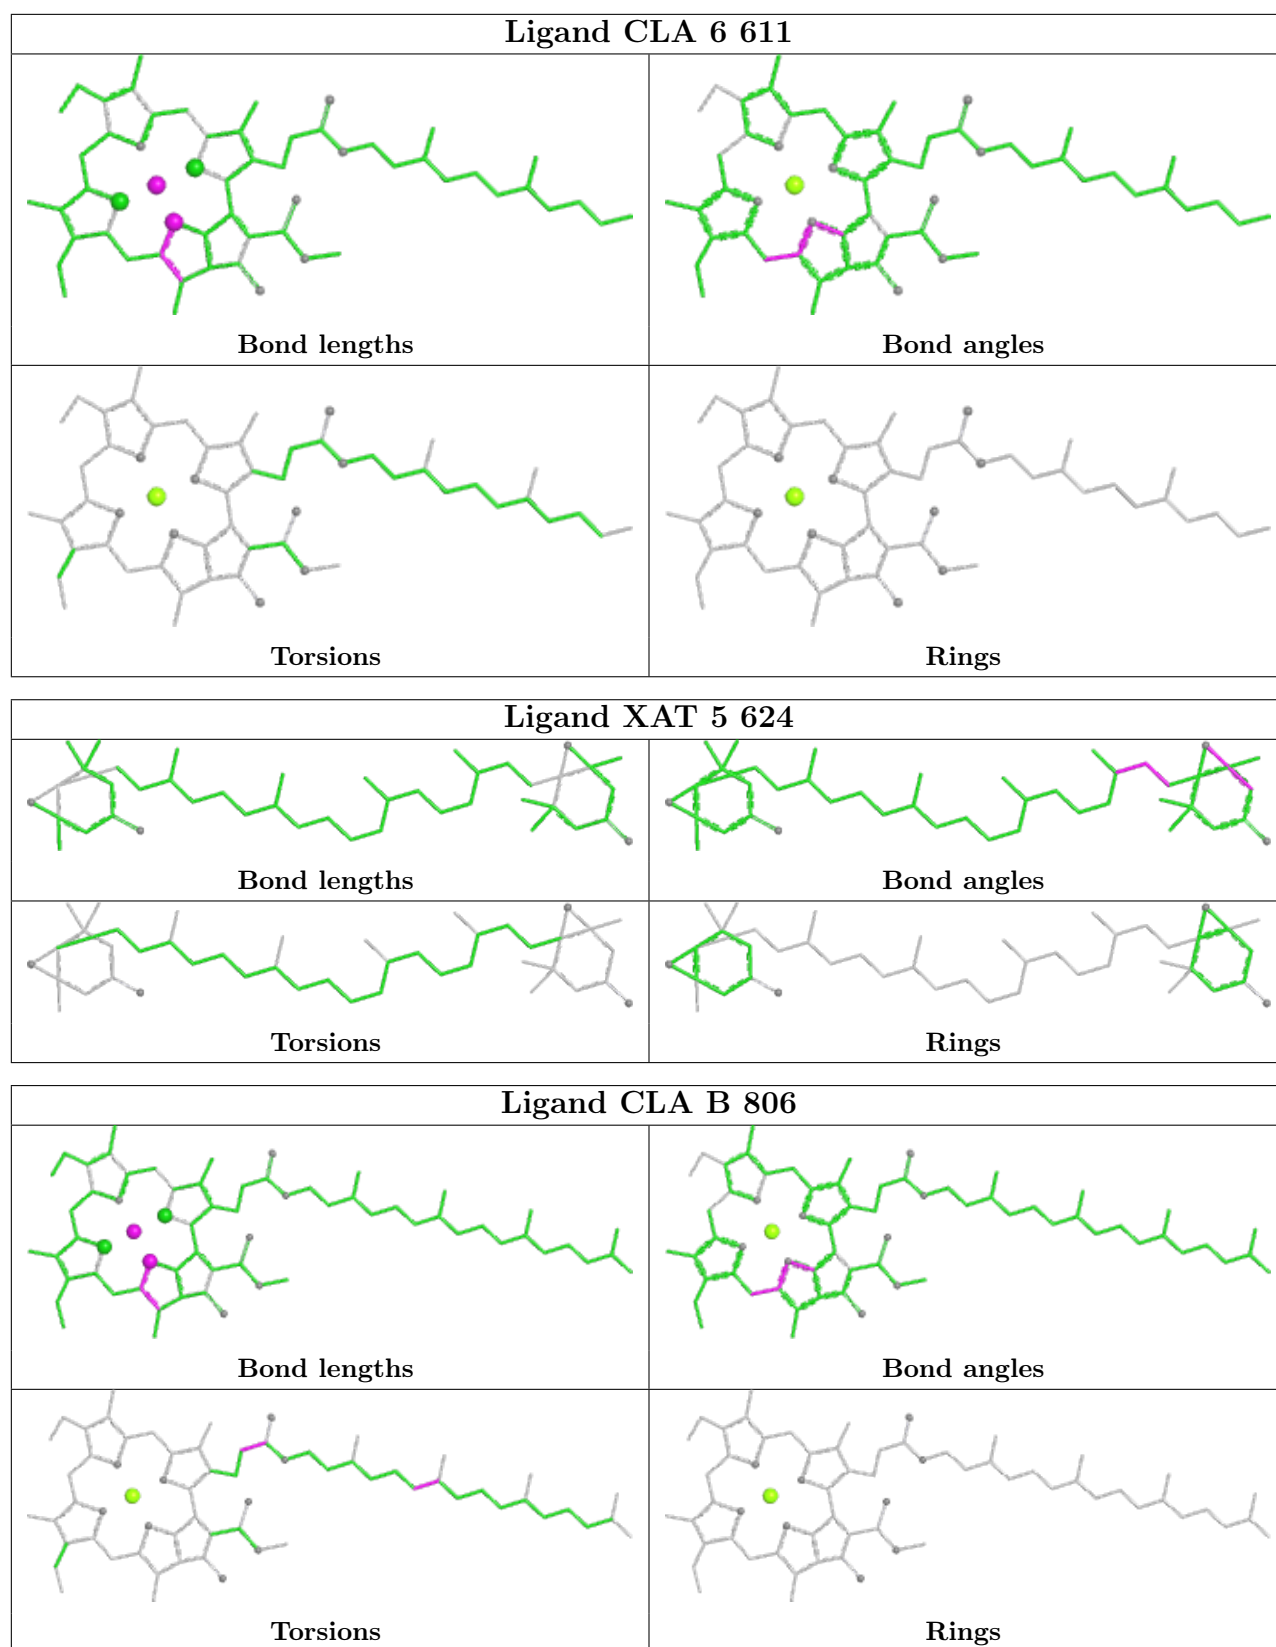 Ligand CLA 6 611
Bond lengths
Bond angles
Torsions
Rings
Ligand XAT 5 624
Bond lengths
Bond angles
Torsions
Rings
Ligand CLA B 806
Bond lengths
Bond angles
Torsions
Rings